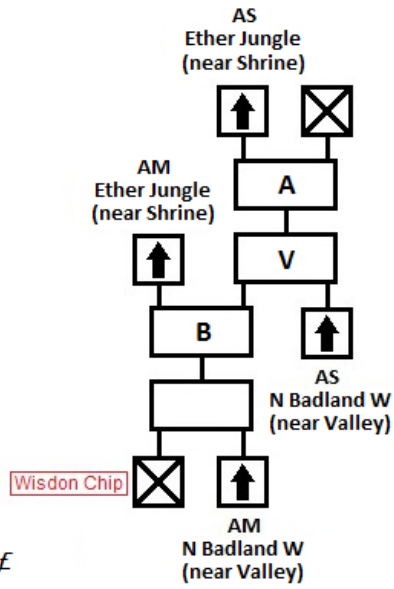 AS
Ether Jungle
(near Shrine)
A
AM
Ether Jungle
(near Shrine)
V
B
AS
N Badland W
(near Valley)
Wisdon Chip
AM
N Badland W
(near Valley)
£